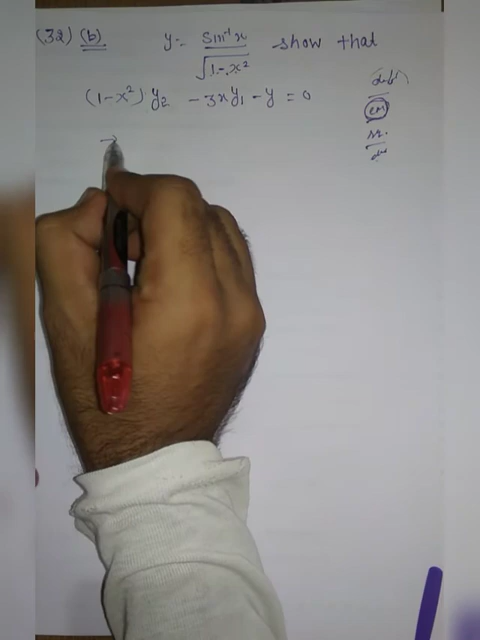 (32) (b) y = Sin⁻¹x / √1-x² show that
(1-x²) y₂ - 3xy₁ - y = 0
→